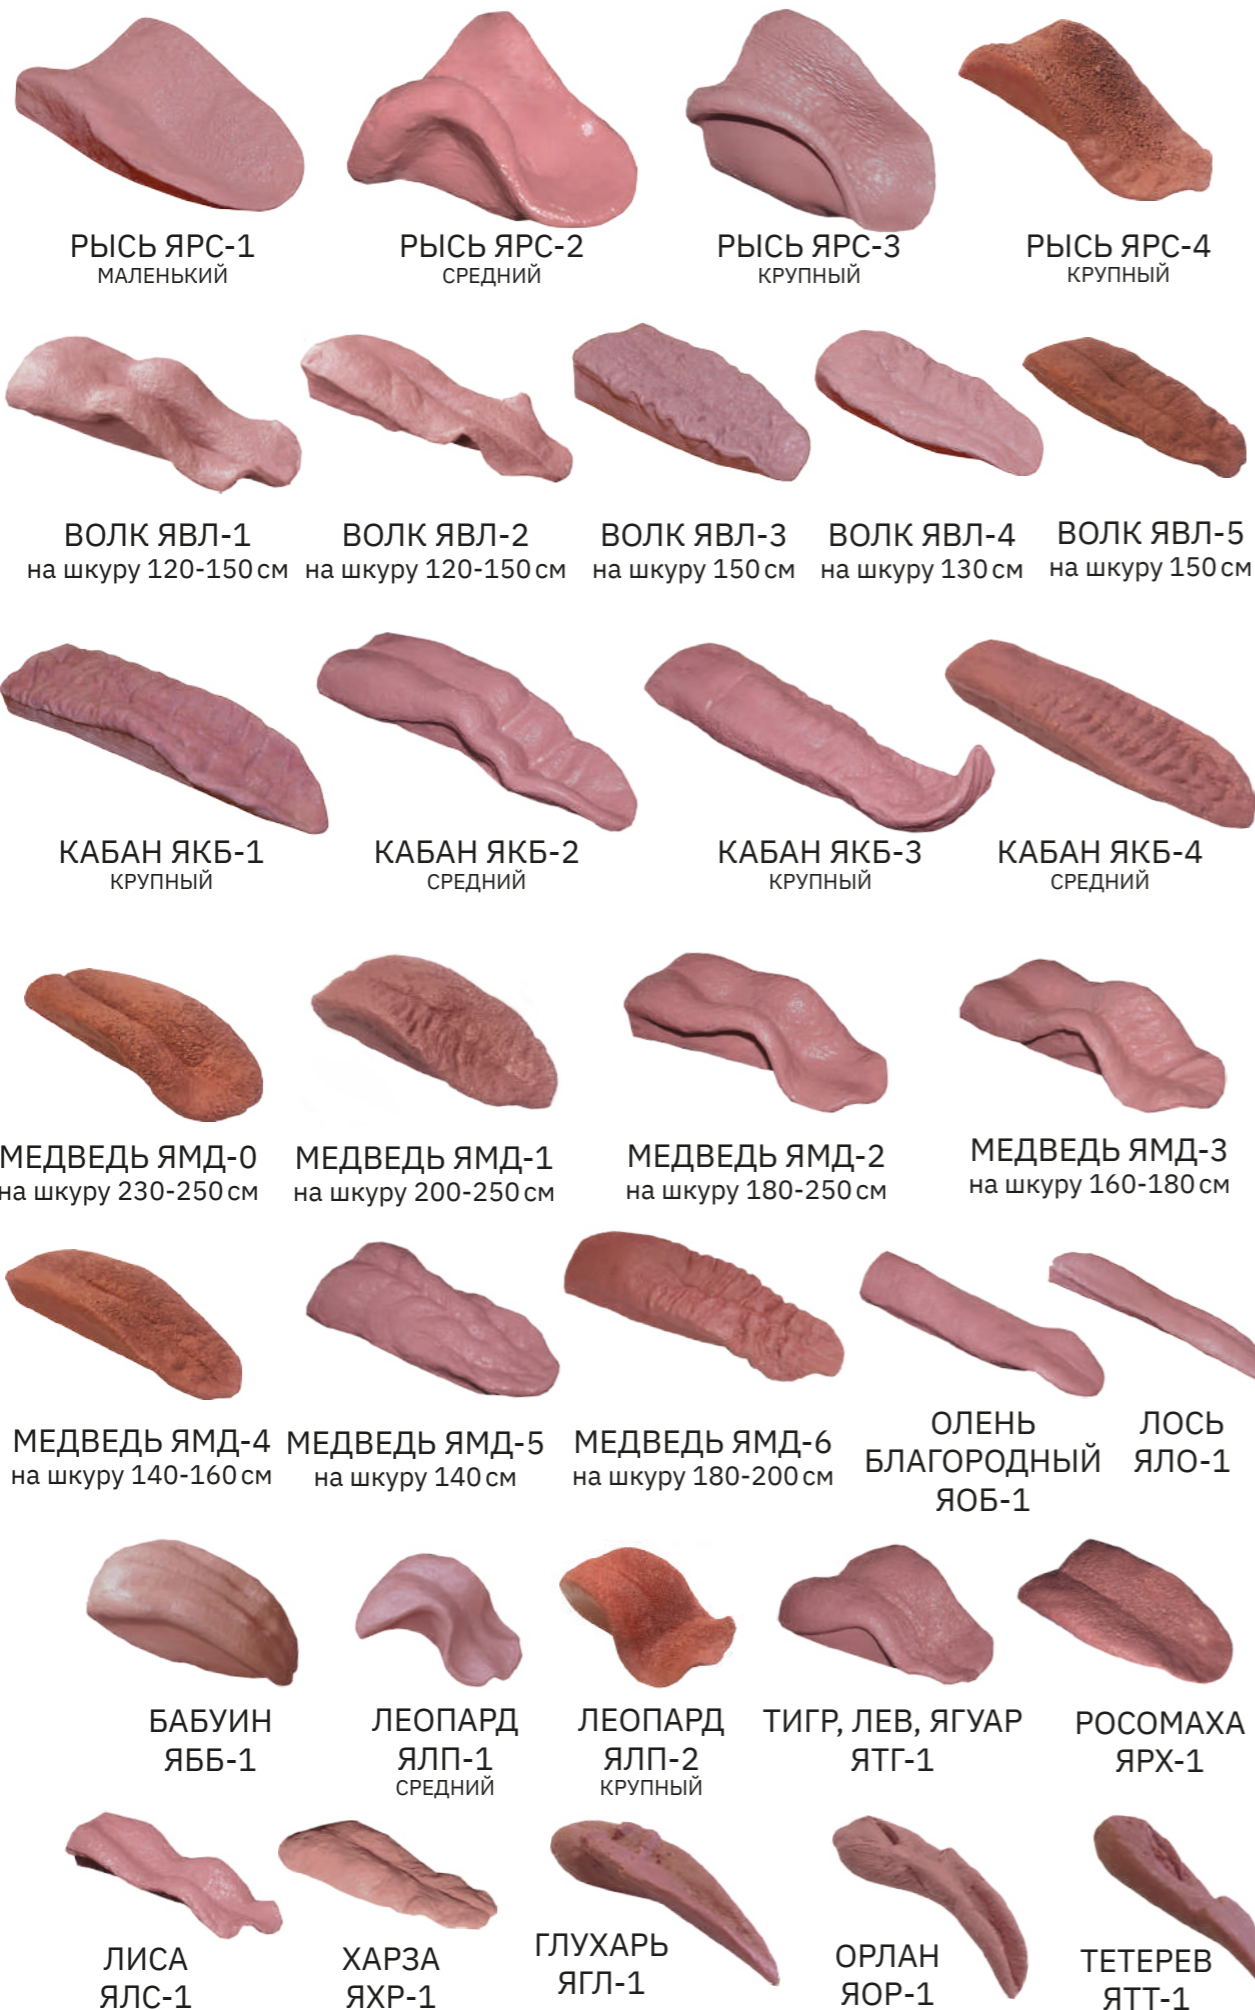 РЫСЬ ЯРС-1
МАЛЕНЬКИЙ
РЫСЬ ЯРС-2
СРЕДНИЙ
РЫСЬ ЯРС-3
КРУПНЫЙ
РЫСЬ ЯРС-4
КРУПНЫЙ
ВОЛК ЯВЛ-1
на шкуру 120-150 см
ВОЛК ЯВЛ-2
на шкуру 120-150 см
ВОЛК ЯВЛ-3
на шкуру 150 см
ВОЛК ЯВЛ-4
на шкуру 130 см
ВОЛК ЯВЛ-5
на шкуру 150 см
КАБАН ЯКБ-1
КРУПНЫЙ
КАБАН ЯКБ-2
СРЕДНИЙ
КАБАН ЯКБ-3
КРУПНЫЙ
КАБАН ЯКБ-4
СРЕДНИЙ
МЕДВЕДЬ ЯМД-0
на шкуру 230-250 см
МЕДВЕДЬ ЯМД-1
на шкуру 200-250 см
МЕДВЕДЬ ЯМД-2
на шкуру 180-250 см
МЕДВЕДЬ ЯМД-3
на шкуру 160-180 см
МЕДВЕДЬ ЯМД-4
на шкуру 140-160 см
МЕДВЕДЬ ЯМД-5
на шкуру 140 см
МЕДВЕДЬ ЯМД-6
на шкуру 180-200 см
ОЛЕНЬ
БЛАГОРОДНЫЙ
ЯОБ-1
ЛОСЬ
ЯЛО-1
БАБУИН
ЯББ-1
ЛЕОПАРД
ЯЛП-1
СРЕДНИЙ
ЛЕОПАРД
ЯЛП-2
КРУПНЫЙ
ТИГР, ЛЕВ, ЯГУАР
ЯТГ-1
РОСОМАХА
ЯРХ-1
ЛИСА
ЯЛС-1
ХАРЗА
ЯХР-1
ГЛУХАРЬ
ЯГЛ-1
ОРЛАН
ЯОР-1
ТЕТЕРЕВ
ЯТТ-1